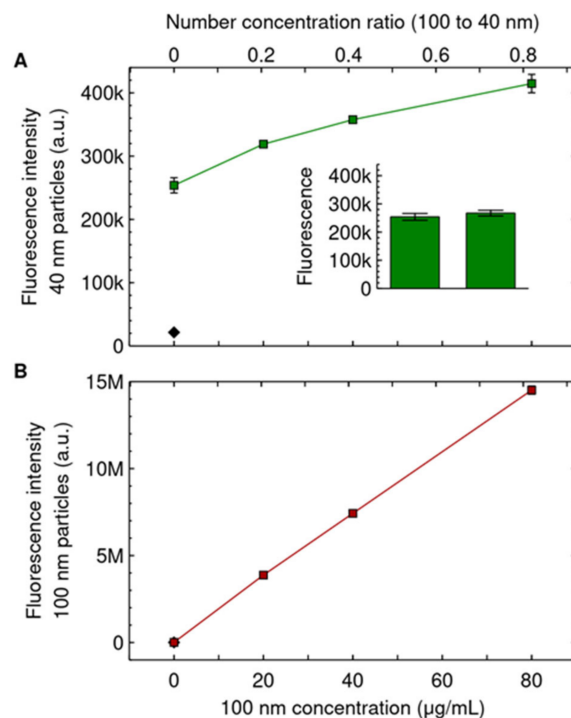 Number concentration ratio (100 to 40 nm)
0 0.2 0.4 0.6 0.8
A
Fluorescence intensity
40 nm particles (a.u.)
400k
300k
200k
100k
0
Fluorescence
400k
300k
200k
100k
0
B
Fluorescence intensity
100 nm particles (a.u.)
15M
10M
5M
0
0 20 40 60 80
100 nm concentration (µg/mL)